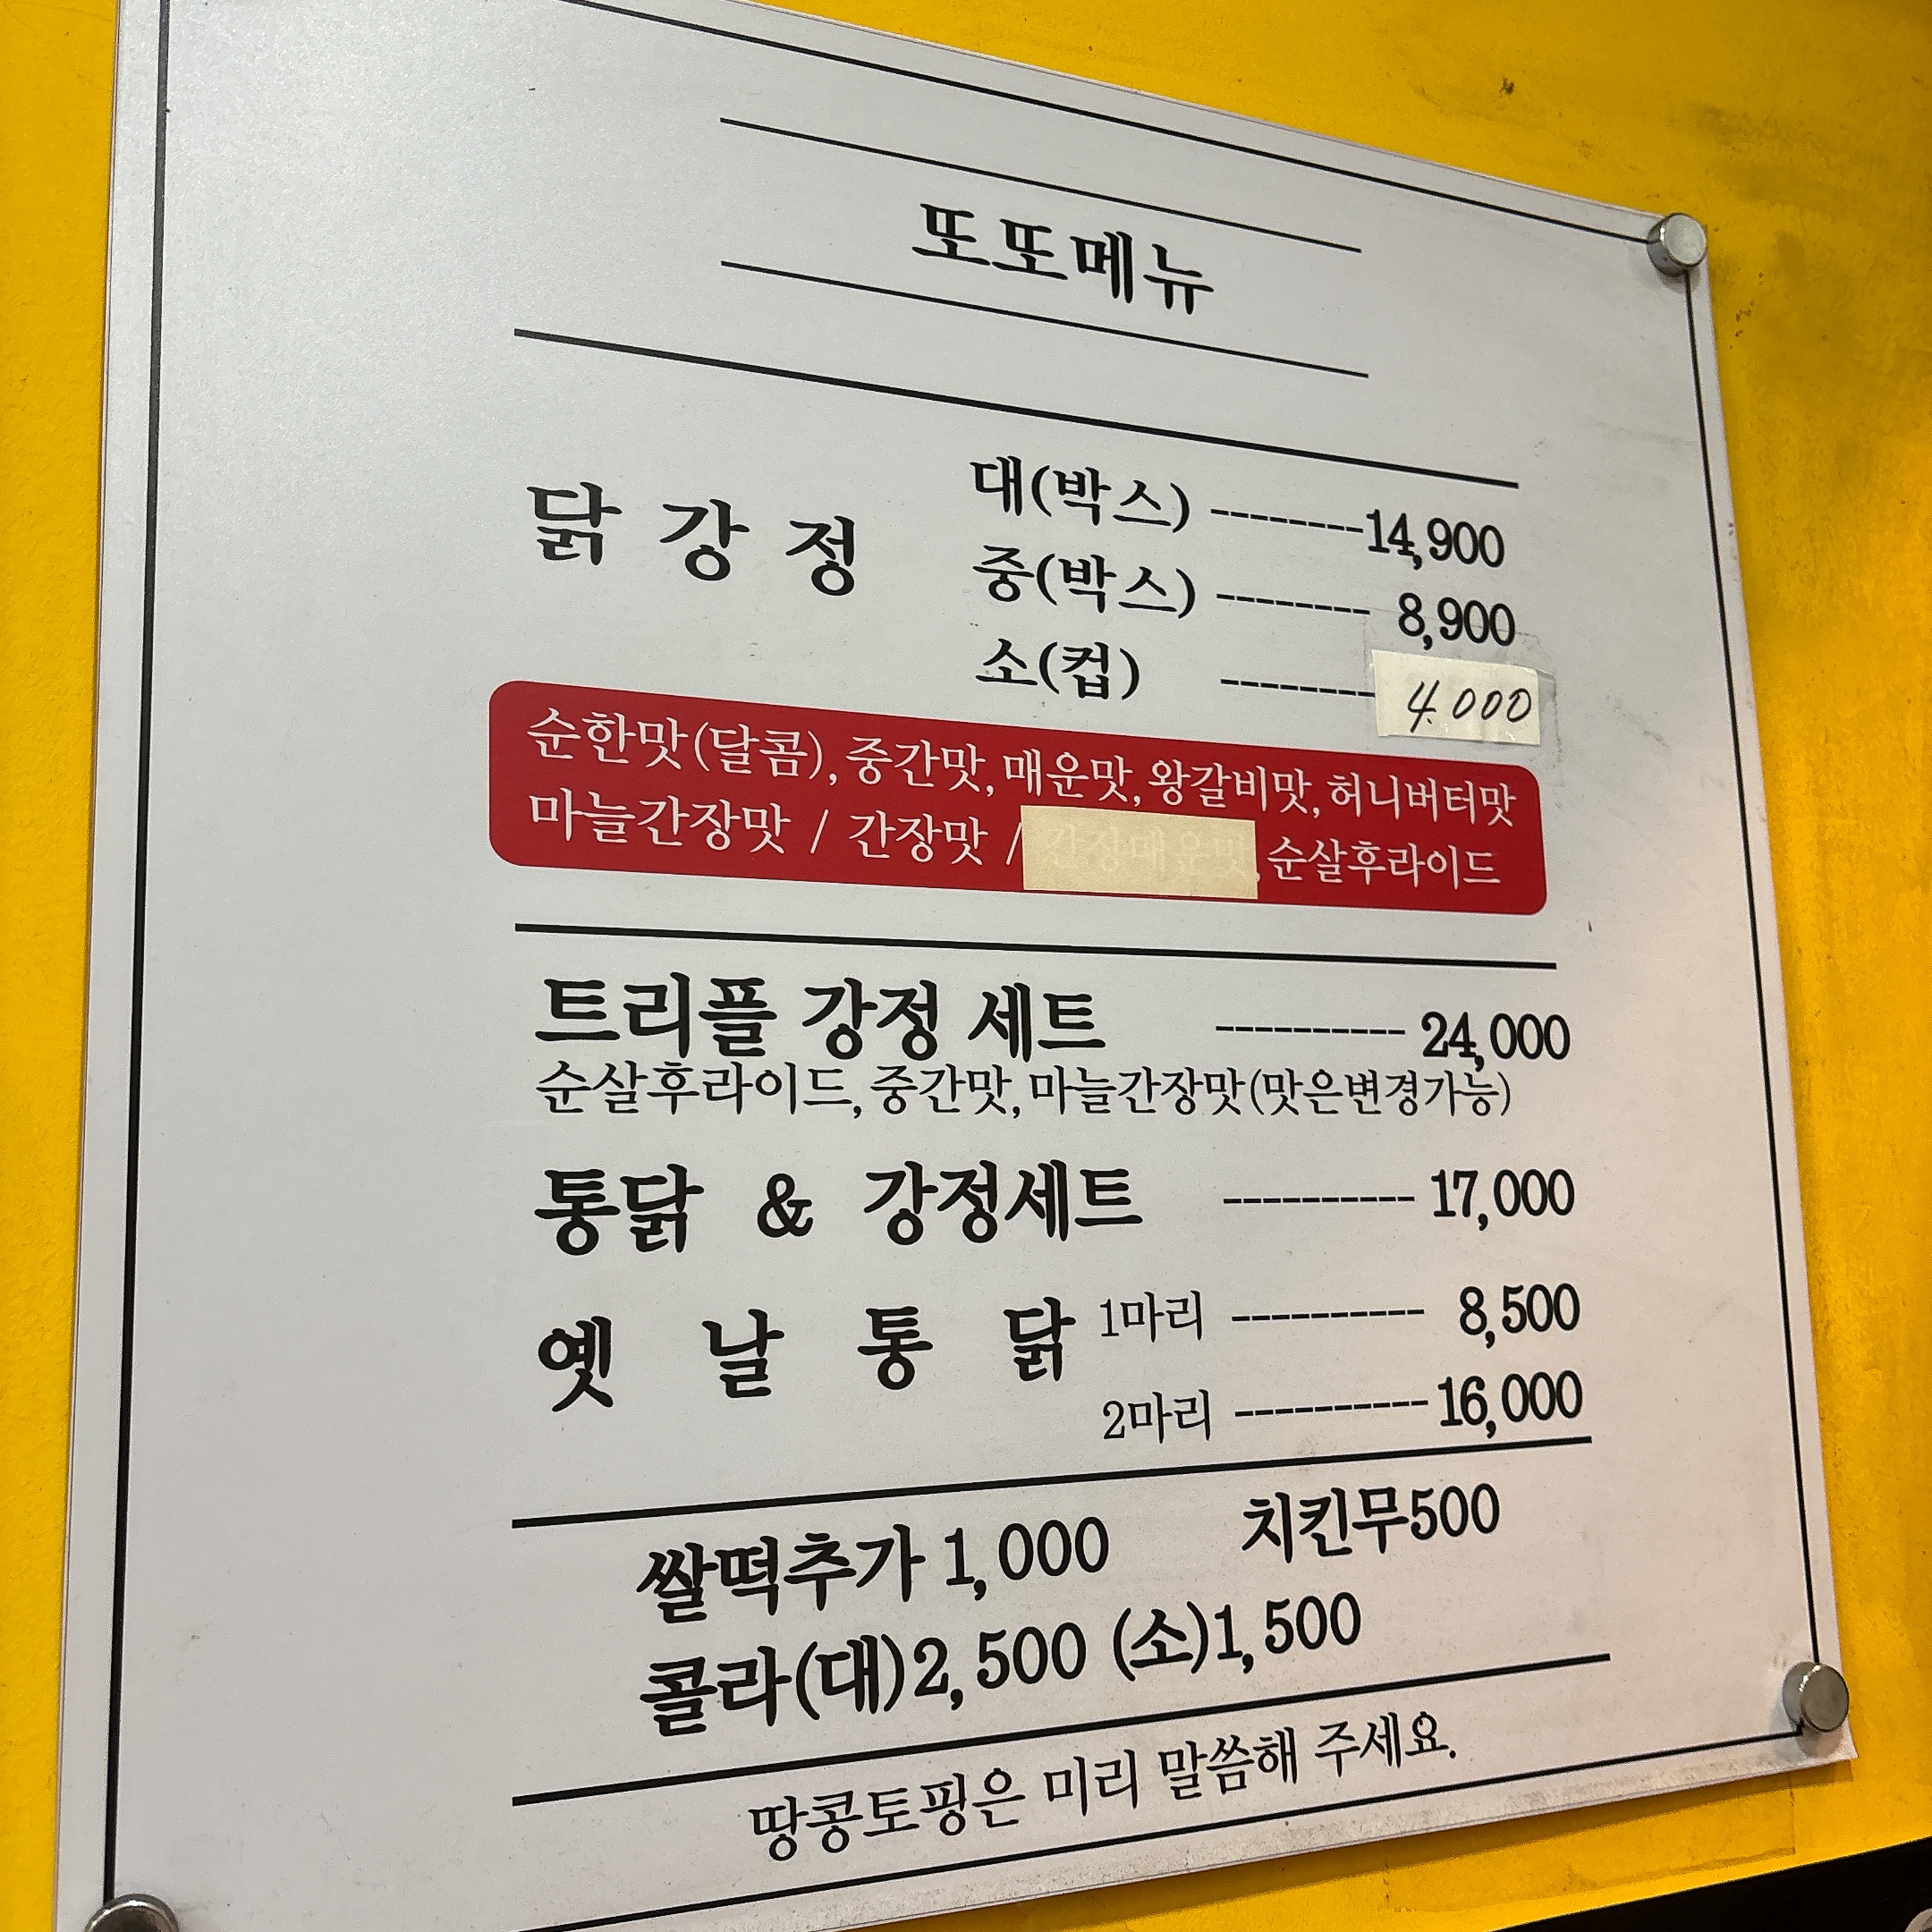 또또메뉴
닭강정 대(박스) --------14,900
중(박스) -------- 8,900
소(컵) -------- 4.000
순한맛(달콤), 중간맛, 매운맛, 왕갈비맛, 허니버터맛
마늘간장맛 / 간장맛 / 간장매운맛, 순살후라이드
트리플 강정 세트 ---------- 24,000
순살후라이드, 중간맛, 마늘간장맛(맛은변경가능)
통닭 & 강정세트 ---------- 17,000
옛날통닭 1마리 ---------- 8,500
2마리 ---------- 16,000
쌀떡추가 1,000 치킨무500
콜라(대)2,500 (소)1,500
땅콩토핑은 미리 말씀해 주세요.